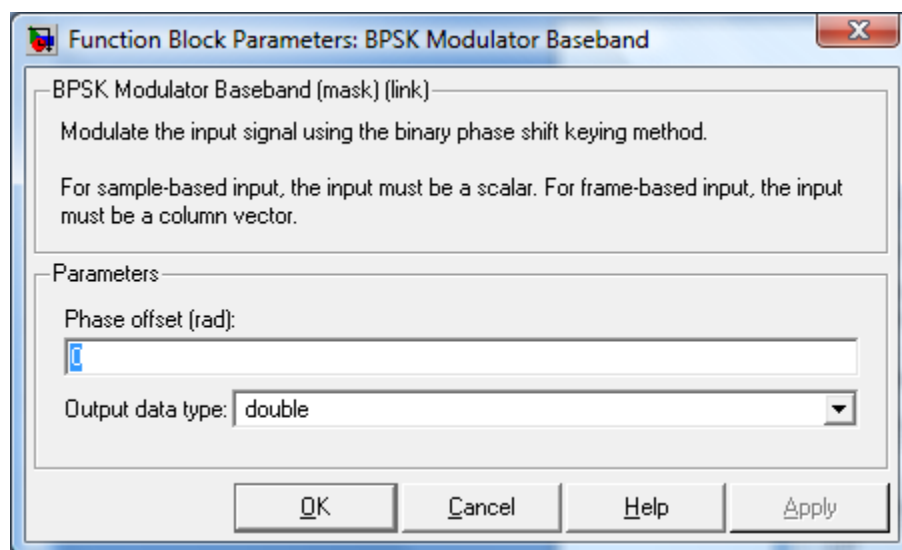 Function Block Parameters: BPSK Modulator Baseband
BPSK Modulator Baseband (mask) (link)
Modulate the input signal using the binary phase shift keying method.
For sample-based input, the input must be a scalar. For frame-based input, the input
must be a column vector.
Parameters
Phase offset (rad):
0
Output data type: double
OK Cancel Help Apply